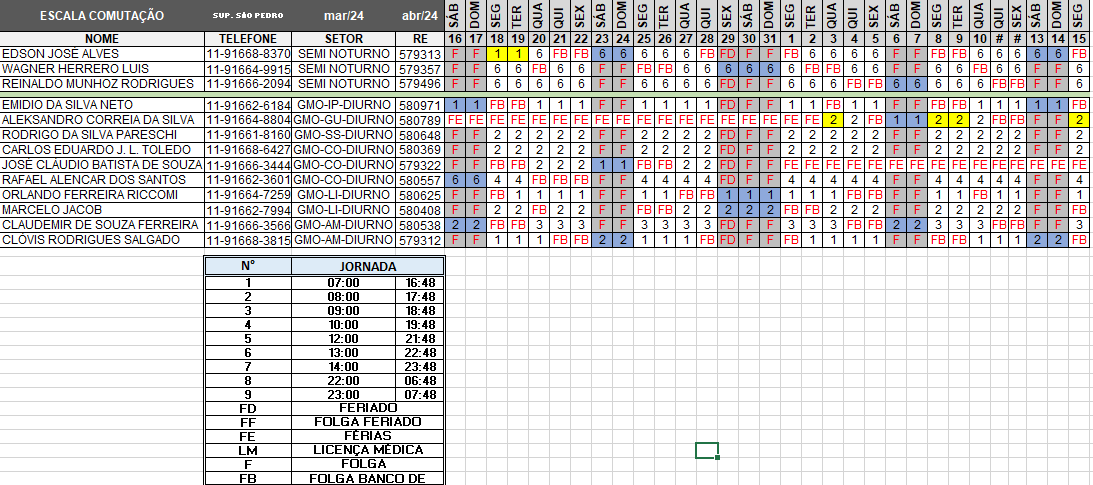 ESCALA COMUTAÇÃO SUP. SÃO PEDRO mar/24 abr/24 SÁB DOM SEG TER QUA QUI SEX SÁB DOM SEG TER QUA QUI SEX SÁB DOM SEG TER QUA QUI SEX SÁB DOM SEG TER QUA QUI SEX SÁB DOM SEG
NOME TELEFONE SETOR RE 16 17 18 19 20 21 22 23 24 25 26 27 28 29 30 31 1 2 3 4 5 6 7 8 9 10 # # 13 14 15
EDSON JOSÉ ALVES 11-91668-8370 SEMI NOTURNO 579313 F F 1 1 6 FB FB 6 6 6 6 6 FB FD F F 6 6 6 FB FB F F FB FB 6 6 6 6 6 FB
WAGNER HERRERO LUIS 11-91664-9915 SEMI NOTURNO 579357 F F 6 6 FB 6 6 F F FB FB 6 6 6 6 6 6 FB FB 6 6 F F 6 6 FB 6 6 F F 6
REINALDO MUNHOZ RODRIGUES 11-91666-2094 SEMI NOTURNO 579496 F F 6 6 6 6 6 F F 6 6 6 6 FD F F 6 6 6 FB FB 6 6 6 6 6 FB FB F F 6
EMIDIO DA SILVA NETO 11-91662-6184 GMO-IP-DIURNO 580971 1 1 FB FB 1 1 1 F F 1 1 1 1 FD F F 1 1 FB 1 1 F F FB FB 1 1 1 1 1 FB
ALEKSANDRO CORREIA DA SILVA 11-91664-8804 GMO-GU-DIURNO 580789 FE FE FE FE FE FE FE FE FE FE FE FE FE FE FE FE FE FE 2 2 FB 1 1 2 2 2 FB FB F F 2
RODRIGO DA SILVA PARESCHI 11-91661-8160 GMO-SS-DIURNO 580648 F F 2 2 2 2 2 F F 2 2 2 2 FD F F 2 2 2 2 2 F F 2 2 2 2 2 F F 2
CARLOS EDUARDO J. L. TOLEDO 11-91668-6427 GMO-CO-DIURNO 580369 F F 2 2 2 2 2 F F 2 2 2 2 FD F F 2 2 2 2 2 F F 2 2 2 2 2 F F 2
JOSÉ CLÁUDIO BATISTA DE SOUZA 11-96666-3444 GMO-CO-DIURNO 579322 F F FB FB 2 2 2 1 1 FB FB 2 2 FD F F FE FE FE FE FE FE FE FE FE FE FE FE FE FE FE
RAFAEL ALENCAR DOS SANTOS 11-91662-3601 GMO-CO-DIURNO 580557 6 6 4 4 FB FB FB F F 4 4 4 4 FD F F 4 4 4 4 4 F F 4 4 4 4 4 F F 4
ORLANDO FERREIRA RICCOMI 11-91664-7259 GMO-LI-DIURNO 580625 F F FB 1 1 1 1 F F 1 1 FB FB 1 1 1 1 1 1 FB FB F F 1 1 FB 1 1 F F 1
MARCELO JACOB 11-91662-7994 GMO-LI-DIURNO 580408 F F 2 2 FB 2 2 F F 2 2 2 2 2 2 2 FB FB 2 2 2 F F FB 2 2 2 2 F F FB
CLAUDEMIR DE SOUZA FERREIRA 11-96666-3566 GMO-AM-DIURNO 580538 2 2 FB FB 3 3 3 F F 3 3 3 3 FD F F 3 3 3 FB FB 2 2 3 3 3 FB FB F F 3
CLÓVIS RODRIGUES SALGADO 11-91668-3815 GMO-AM-DIURNO 579312 F F 1 1 1 FB FB 2 2 1 1 1 1 FD F F 1 1 1 FB FB F F FB FB 1 1 1 2 2 FB
Nº JORNADA
1 07:00 16:48
2 08:00 17:48
3 09:00 18:48
4 10:00 19:48
5 12:00 21:48
6 13:00 22:48
7 14:00 23:48
8 22:00 06:48
9 23:00 07:48
FD FERIADO
FF FOLGA FERIADO
FE FÉRIAS
LM LICENÇA MÉDICA
F FOLGA
FB FOLGA BANCO DE